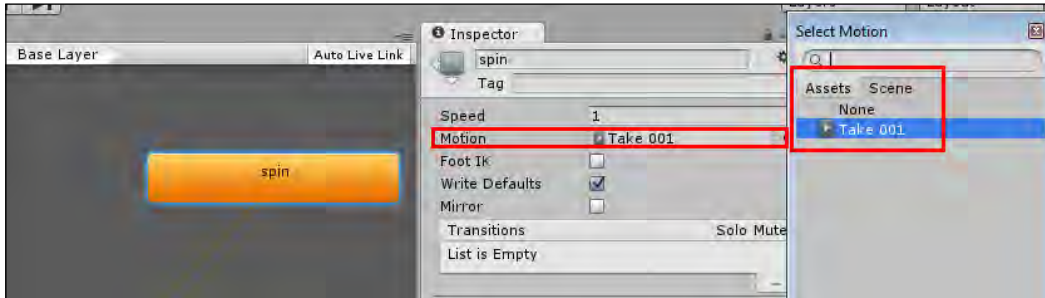 Base Layer
Auto Live Link
spin
Inspector
spin
Tag
Speed 1
Motion Take 001
Foot IK
Write Defaults
Mirror
Transitions Solo Mute
List is Empty
Select Motion
Assets Scene
None
Take 001